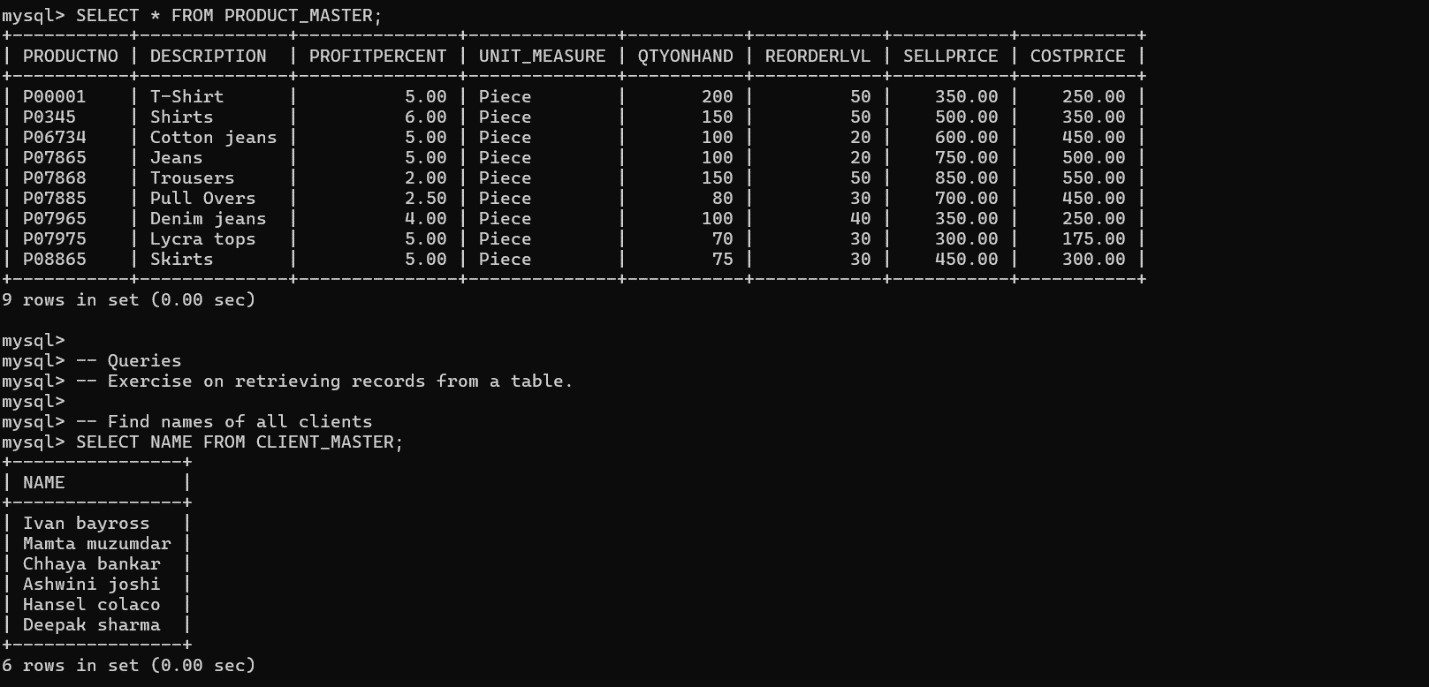 mysql> SELECT * FROM PRODUCT_MASTER;
+-----------+--------------+---------------+--------------+-----------+------------+-----------+-----------+
| PRODUCTNO | DESCRIPTION  | PROFITPERCENT | UNIT_MEASURE | QTYONHAND | REORDERLVL | SELLPRICE | COSTPRICE |
+-----------+--------------+---------------+--------------+-----------+------------+-----------+-----------+
| P00001    | T-Shirt      |          5.00 | Piece        |       200 |         50 |    350.00 |    250.00 |
| P0345     | Shirts       |          6.00 | Piece        |       150 |         50 |    500.00 |    350.00 |
| P06734    | Cotton jeans |          5.00 | Piece        |       100 |         20 |    600.00 |    450.00 |
| P07865    | Jeans        |          5.00 | Piece        |       100 |         20 |    750.00 |    500.00 |
| P07868    | Trousers     |          2.00 | Piece        |       150 |         50 |    850.00 |    550.00 |
| P07885    | Pull Overs   |          2.50 | Piece        |        80 |         30 |    700.00 |    450.00 |
| P07965    | Denim jeans  |          4.00 | Piece        |       100 |         40 |    350.00 |    250.00 |
| P07975    | Lycra tops   |          5.00 | Piece        |        70 |         30 |    300.00 |    175.00 |
| P08865    | Skirts       |          5.00 | Piece        |        75 |         30 |    450.00 |    300.00 |
+-----------+--------------+---------------+--------------+-----------+------------+-----------+-----------+
9 rows in set (0.00 sec)

mysql>
mysql> -- Queries
mysql> -- Exercise on retrieving records from a table.
mysql>
mysql> -- Find names of all clients
mysql> SELECT NAME FROM CLIENT_MASTER;
+----------------+
| NAME           |
+----------------+
| Ivan bayross   |
| Mamta muzumdar |
| Chhaya bankar  |
| Ashwini joshi  |
| Hansel colaco  |
| Deepak sharma  |
+----------------+
6 rows in set (0.00 sec)